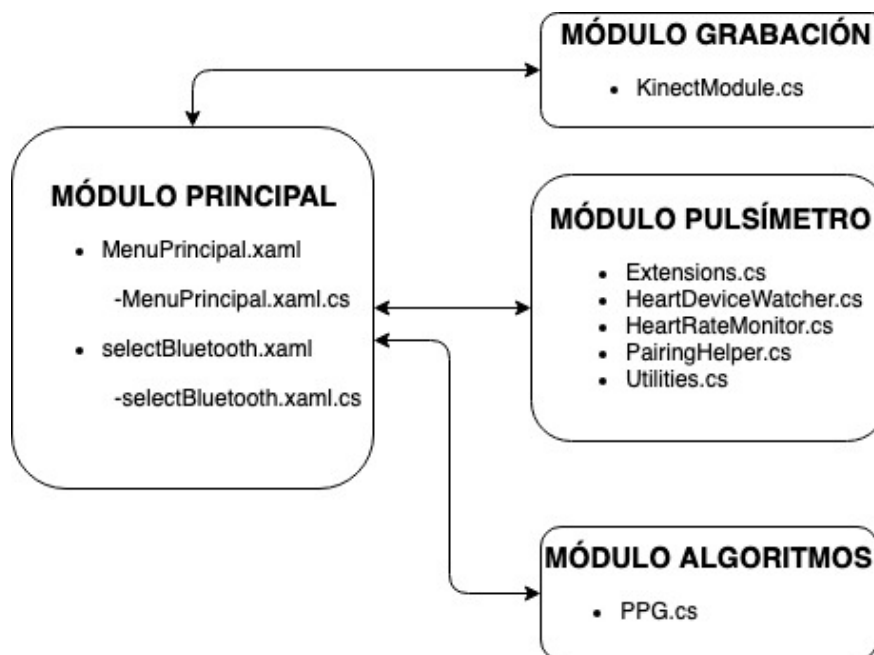 MÓDULO GRABACIÓN
• KinectModule.cs
MÓDULO PRINCIPAL
• MenuPrincipal.xaml
-MenuPrincipal.xaml.cs
• selectBluetooth.xaml
-selectBluetooth.xaml.cs
MÓDULO PULSÍMETRO
• Extensions.cs
• HeartDeviceWatcher.cs
• HeartRateMonitor.cs
• PairingHelper.cs
• Utilities.cs
MÓDULO ALGORITMOS
• PPG.cs